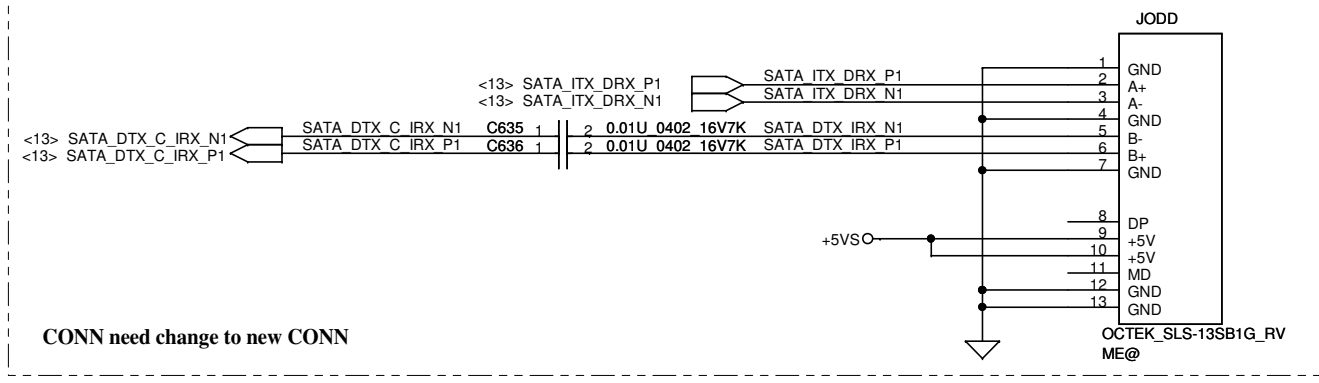 JODD
1 GND
<13> SATA_ITX_DRX_P1 SATA_ITX_DRX_P1 2 A+
<13> SATA_ITX_DRX_N1 SATA_ITX_DRX_N1 3 A-
4 GND
<13> SATA_DTX_C_IRX_N1 SATA_DTX_C_IRX_N1 C635 1 2 0.01U_0402_16V7K SATA_DTX_IRX_N1 5 B-
<13> SATA_DTX_C_IRX_P1 SATA_DTX_C_IRX_P1 C636 1 2 0.01U_0402_16V7K SATA_DTX_IRX_P1 6 B+
7 GND
8 DP
+5VS 9 +5V
10 +5V
11 MD
12 GND
13 GND
CONN need change to new CONN
OCTEK_SLS-13SB1G_RV
ME@